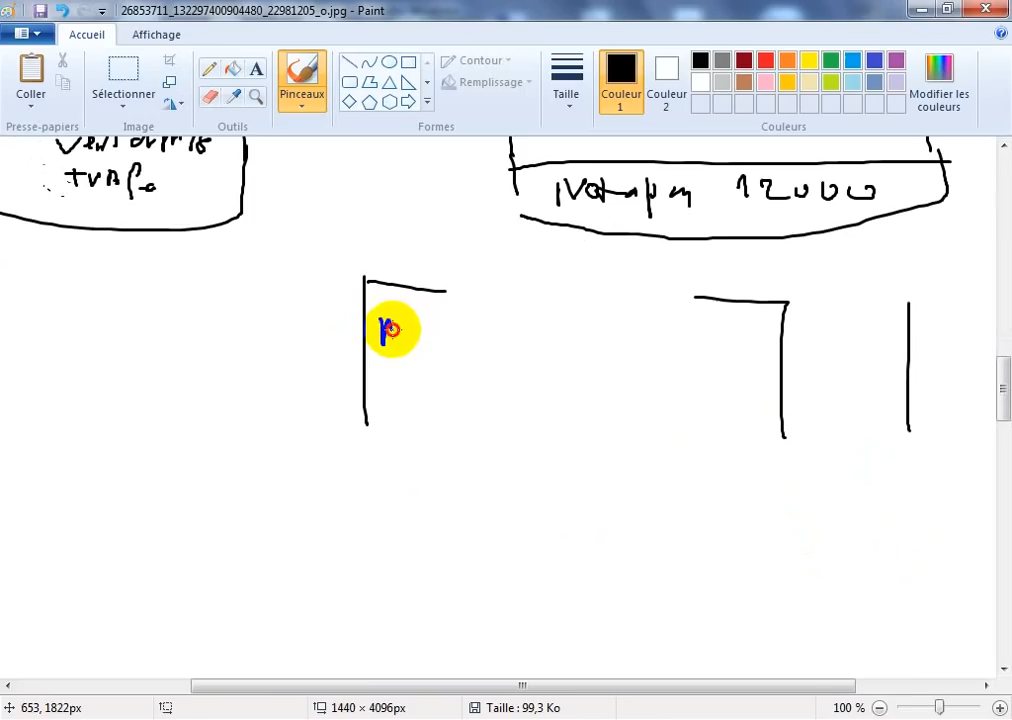 26853711_132297400904480_22981205_o.jpg - Paint
Accueil Affichage
Coller
Sélectionner
Pinceaux
Contour
Remplissage
Taille
Couleur 1
Couleur 2
Modifier les couleurs
Presse-papiers Image Outils Formes Couleurs
12000
653, 1822px 1440 × 4096px Taille : 99,3 Ko 100 %